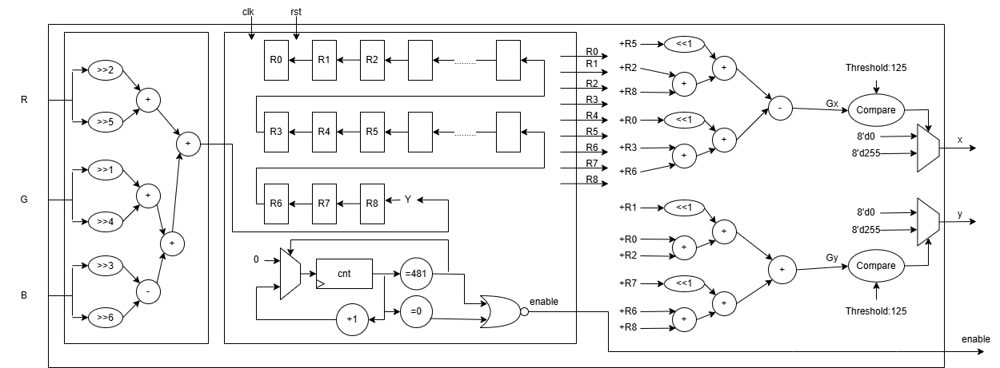 clk
rst
R
G
B
>>2
>>5
+
>>1
>>4
+
>>3
>>6
-
+
+
R0
R1
R2
.........
R3
R4
R5
.........
R6
R7
R8
Y
0
cnt
=481
=0
+1
enable
R0
R1
R2
R3
R4
R5
R6
R7
R8
+R5
<<1
+R2
+R8
+
+
+R0
<<1
+R3
+R6
+
+
-
Gx
Threshold:125
Compare
8'd0
8'd255
x
+R1
<<1
+R0
+R2
+
+
+R7
<<1
+R6
+R8
+
+
+
Gy
8'd0
8'd255
y
Compare
Threshold:125
enable